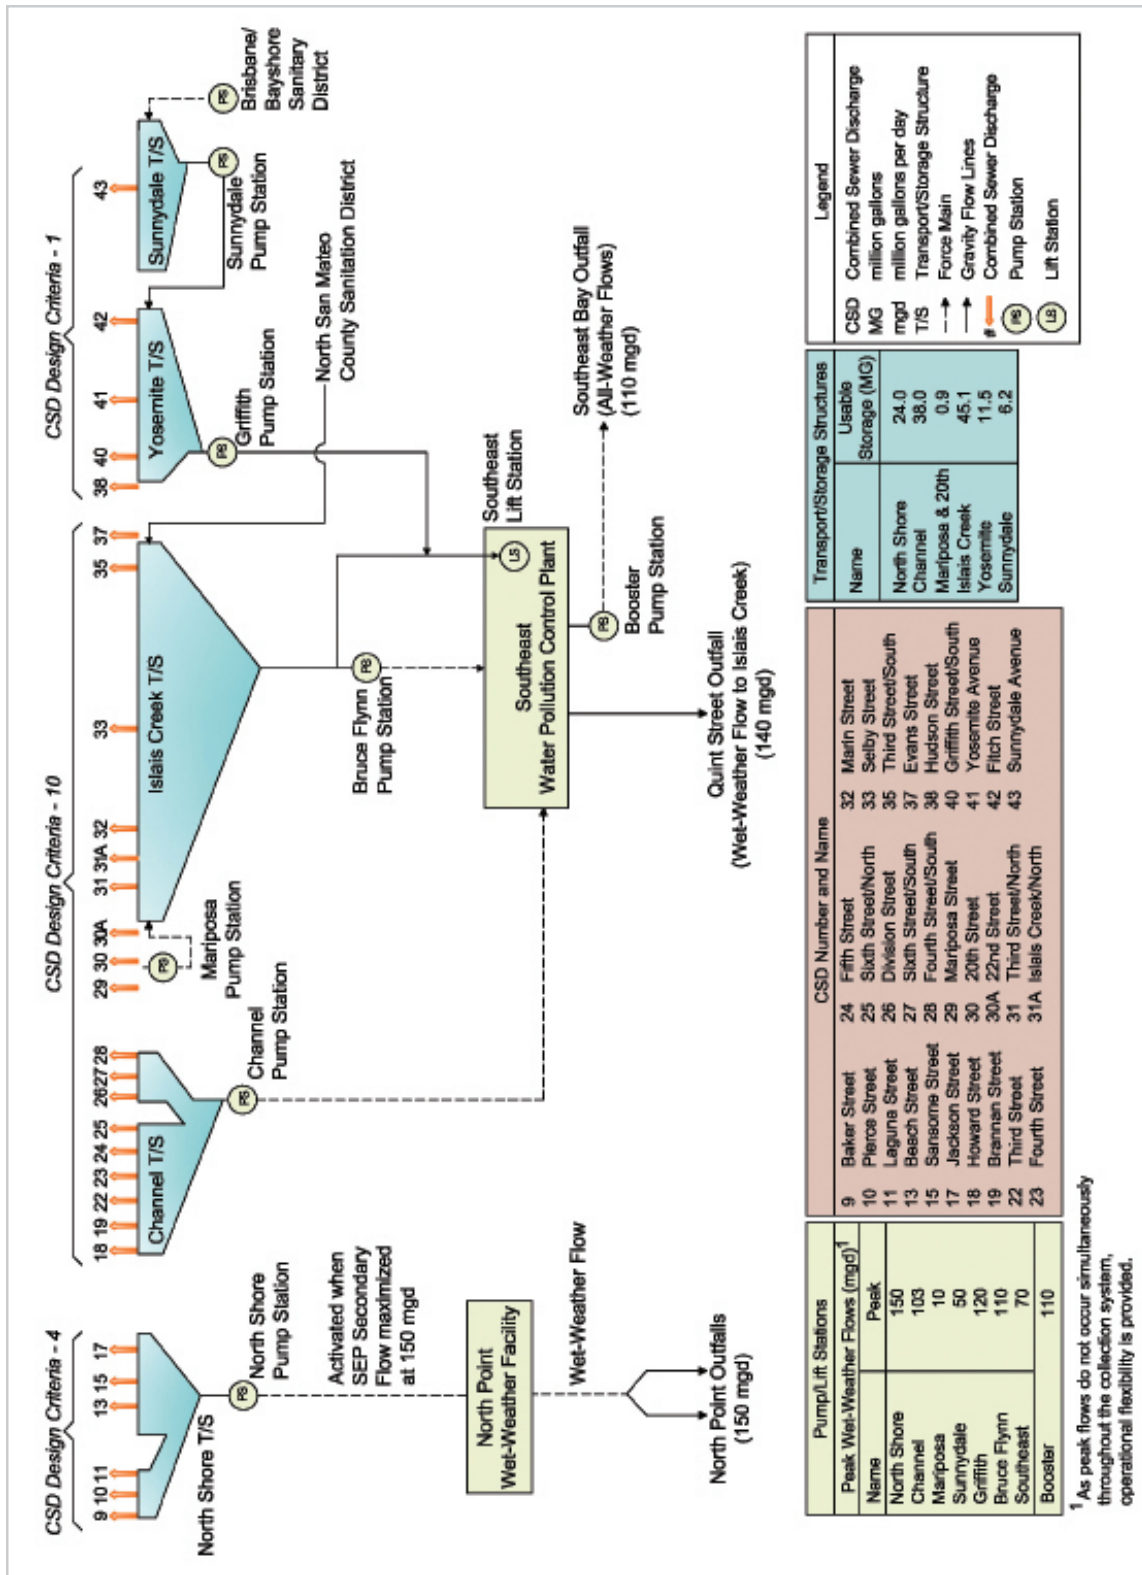 CSD Design Criteria - 4
CSD Design Criteria - 10
CSD Design Criteria - 1
9 10 11 13 15 17
18 19 22 23 24 25 26 27 28
29 30 30A 31 31A 32 33 35 37
38 40 41 42 43
North Shore T/S
Channel T/S
Islais Creek T/S
Yosemite T/S
Sunnydale T/S
PS
North Shore
Pump Station
PS
Channel
Pump Station
PS
Mariposa
Pump Station
PS
Bruce Flynn
Pump Station
PS
Griffith
Pump Station
PS
Sunnydale
Pump Station
PS
Brisbane/
Bayshore
Sanitary
District
North San Mateo
County Sanitation District
Activated when
SEP Secondary
Flow maximized
at 150 mgd
North Point
Wet-Weather Facility
Wet-Weather Flow
North Point Outfalls
(150 mgd)
Southeast
Water Pollution Control Plant
LS
Southeast
Lift Station
PS
Booster
Pump Station
Southeast Bay Outfall
(All-Weather Flows)
(110 mgd)
Quint Street Outfall
(Wet-Weather Flow to Islais Creek)
(140 mgd)
Pump/Lift Stations
Peak Wet-Weather Flows (mgd)1
Name Peak
North Shore 150
Channel 103
Mariposa 10
Sunnydale 50
Griffith 120
Bruce Flynn 110
Southeast 70
Booster 110
1 As peak flows do not occur simultaneously
throughout the collection system,
operational flexibility is provided.
CSD Number and Name
9 Baker Street 24 Fifth Street 32 Marin Street
10 Pierce Street 25 Sixth Street/North 33 Selby Street
11 Laguna Street 26 Division Street 35 Third Street/South
13 Beach Street 27 Sixth Street/South 37 Evans Street
15 Sansome Street 28 Fourth Street/South 38 Hudson Street
17 Jackson Street 29 Mariposa Street 40 Griffith Street/South
18 Howard Street 30 20th Street 41 Yosemite Avenue
19 Brannan Street 30A 22nd Street 42 Fitch Street
22 Third Street 31 Third Street/North 43 Sunnydale Avenue
23 Fourth Street 31A Islais Creek/North
Transport/Storage Structures
Name Usable
Storage (MG)
North Shore 24.0
Channel 38.0
Mariposa & 20th 0.9
Islais Creek 45.1
Yosemite 11.5
Sunnydale 6.2
Legend
CSD Combined Sewer Discharge
MG million gallons
mgd million gallons per day
T/S Transport/Storage Structure
Force Main
Gravity Flow Lines
# Combined Sewer Discharge
PS Pump Station
LS Lift Station